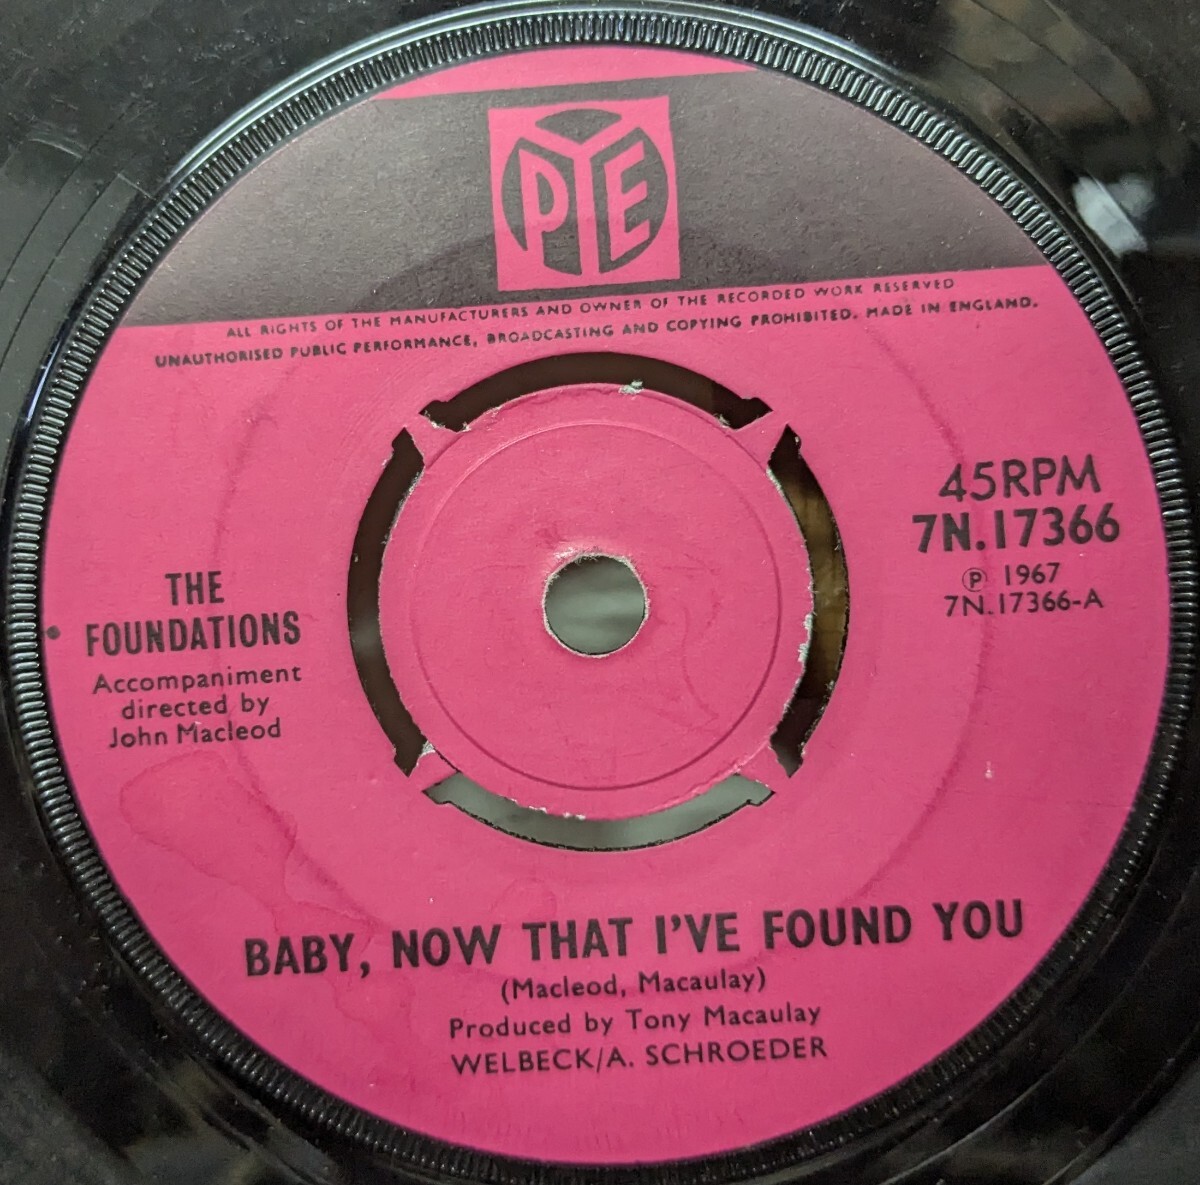 PYE
ALL RIGHTS OF THE MANUFACTURERS AND OWNER OF THE RECORDED WORK RESERVED
UNAUTHORISED PUBLIC PERFORMANCE, BROADCASTING AND COPYING PROHIBITED. MADE IN ENGLAND.
45RPM
7N.17366
℗ 1967
7N.17366-A
THE
FOUNDATIONS
Accompaniment
directed by
John Macleod
BABY, NOW THAT I'VE FOUND YOU
(Macleod, Macaulay)
Produced by Tony Macaulay
WELBECK/A. SCHROEDER